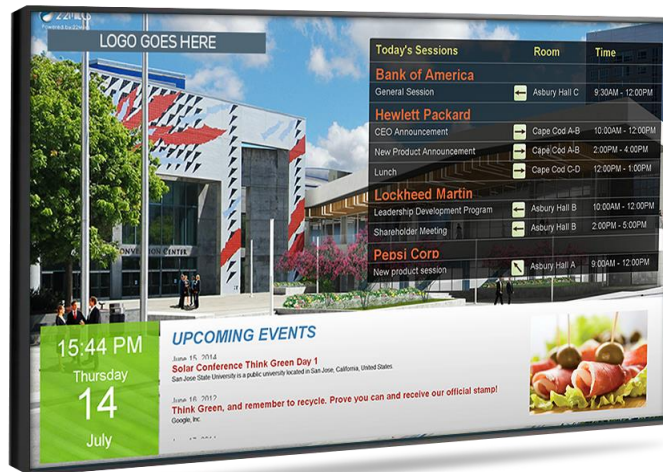 22MILES
Powered by 22Miles
LOGO GOES HERE
Today's Sessions Room Time
Bank of America
General Session Asbury Hall C 9:30AM - 12:00PM
Hewlett Packard
CEO Announcement Cape Cod A-B 10:00AM - 12:00PM
New Product Announcement Cape Cod A-B 2:00PM - 4:00PM
Lunch Cape Cod C-D 12:00PM - 1:00PM
Lockheed Martin
Leadership Development Program Asbury Hall B 10:00AM - 12:00PM
Shareholder Meeting Asbury Hall B 2:00PM - 5:00PM
Pepsi Corp
New product session Asbury Hall A 9:00AM - 12:00PM
CONVENTION CENTER
15:44 PM
Thursday
14
July
UPCOMING EVENTS
June 15, 2014
Solar Conference Think Green Day 1
San Jose State University is a public university located in San Jose, California, United States.
June 16, 2012
Think Green, and remember to recycle. Prove you can and receive our official stamp!
Google, Inc.